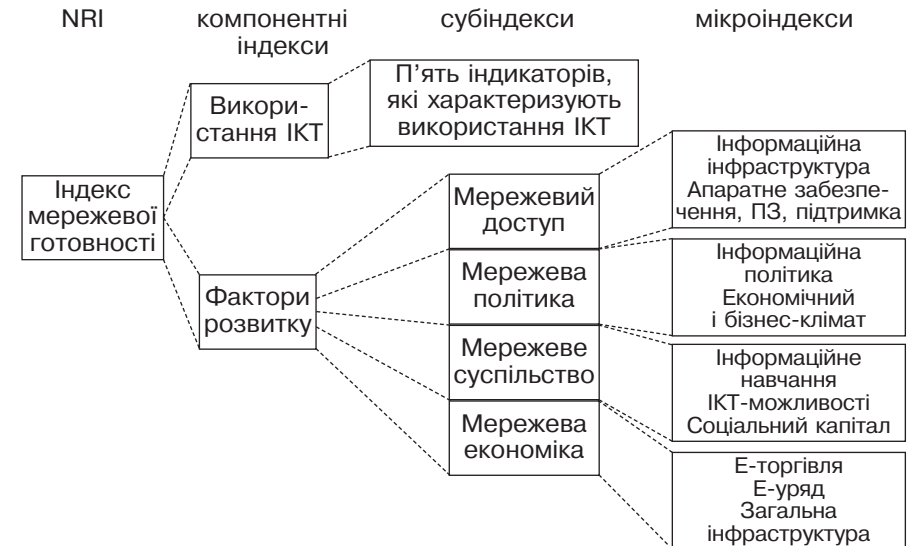 NRI
компонентні
індекси
субіндекси
мікроіндекси
Викори-
стання ІКТ
П’ять індикаторів,
які характеризують
використання ІКТ
Індекс
мережевої
готовності
Фактори
розвитку
Мережевий
доступ
Мережева
політика
Мережеве
суспільство
Мережева
економіка
Інформаційна
інфраструктура
Апаратне забезпе-
чення, ПЗ, підтримка
Інформаційна
політика
Економічний
і бізнес-клімат
Інформаційне
навчання
ІКТ-можливості
Соціальний капітал
Е-торгівля
Е-уряд
Загальна
інфраструктура